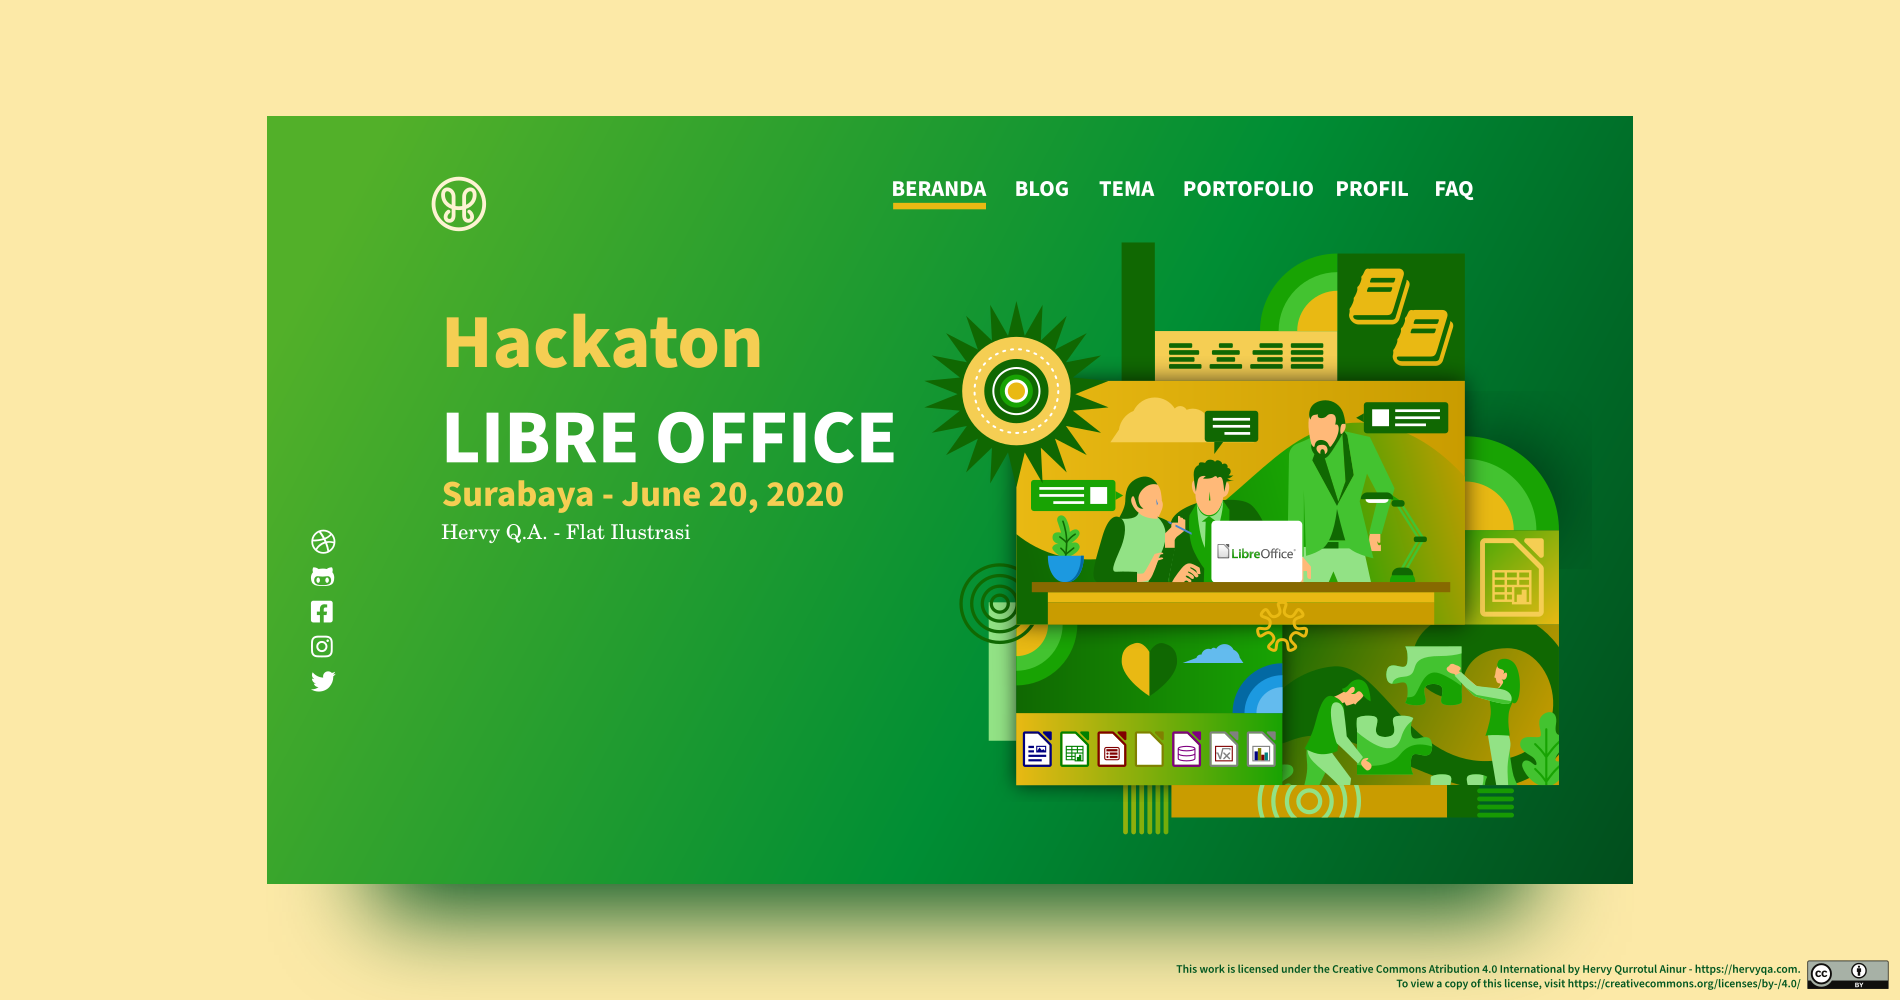 BERANDA BLOG TEMA PORTOFOLIO PROFIL FAQ
Hackaton
LIBRE OFFICE
Surabaya - June 20, 2020
Hervy Q.A. - Flat Ilustrasi
LibreOffice
This work is licensed under the Creative Commons Atribution 4.0 International by Hervy Qurrotul Ainur - https://hervyqa.com.
To view a copy of this license, visit https://creativecommons.org/licenses/by-/4.0/
cc
BY